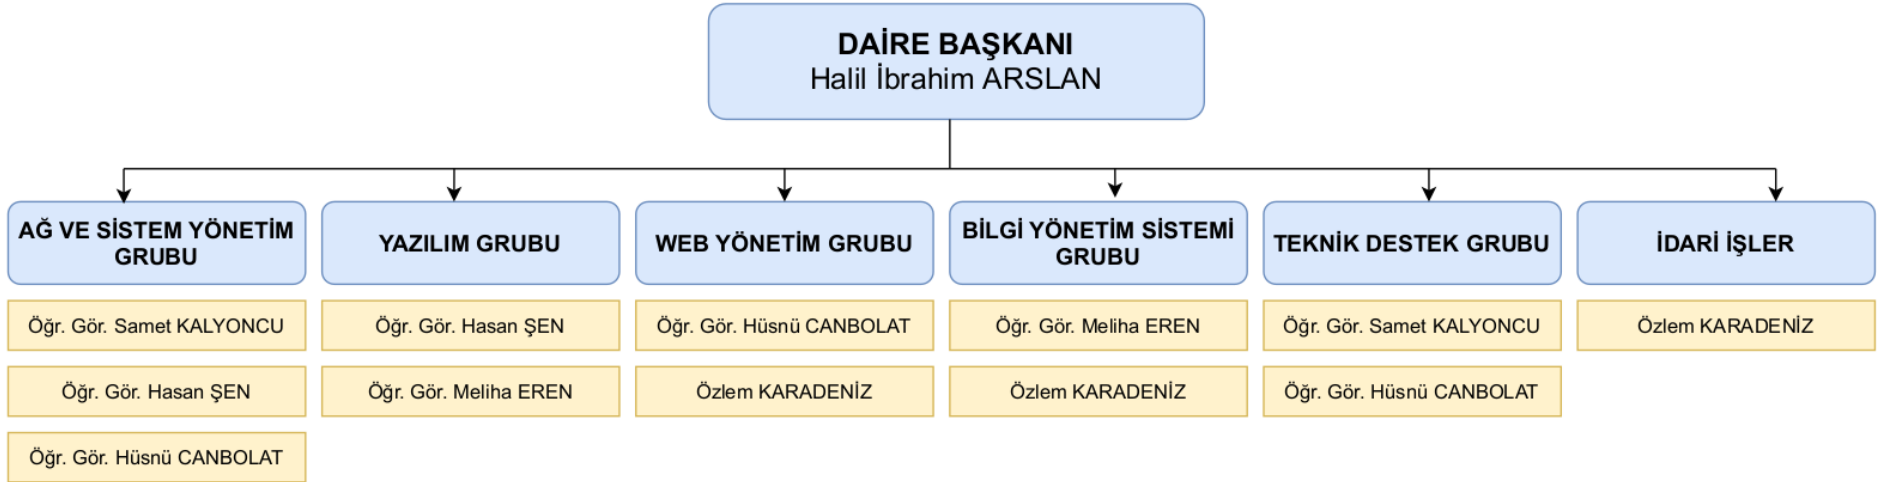 DAİRE BAŞKANI
Halil İbrahim ARSLAN
AĞ VE SİSTEM YÖNETİM
GRUBU
Öğr. Gör. Samet KALYONCU
Öğr. Gör. Hasan ŞEN
Öğr. Gör. Hüsnü CANBOLAT
YAZILIM GRUBU
Öğr. Gör. Hasan ŞEN
Öğr. Gör. Meliha EREN
WEB YÖNETİM GRUBU
Öğr. Gör. Hüsnü CANBOLAT
Özlem KARADENİZ
BİLGİ YÖNETİM SİSTEMİ
GRUBU
Öğr. Gör. Meliha EREN
Özlem KARADENİZ
TEKNİK DESTEK GRUBU
Öğr. Gör. Samet KALYONCU
Öğr. Gör. Hüsnü CANBOLAT
İDARİ İŞLER
Özlem KARADENİZ